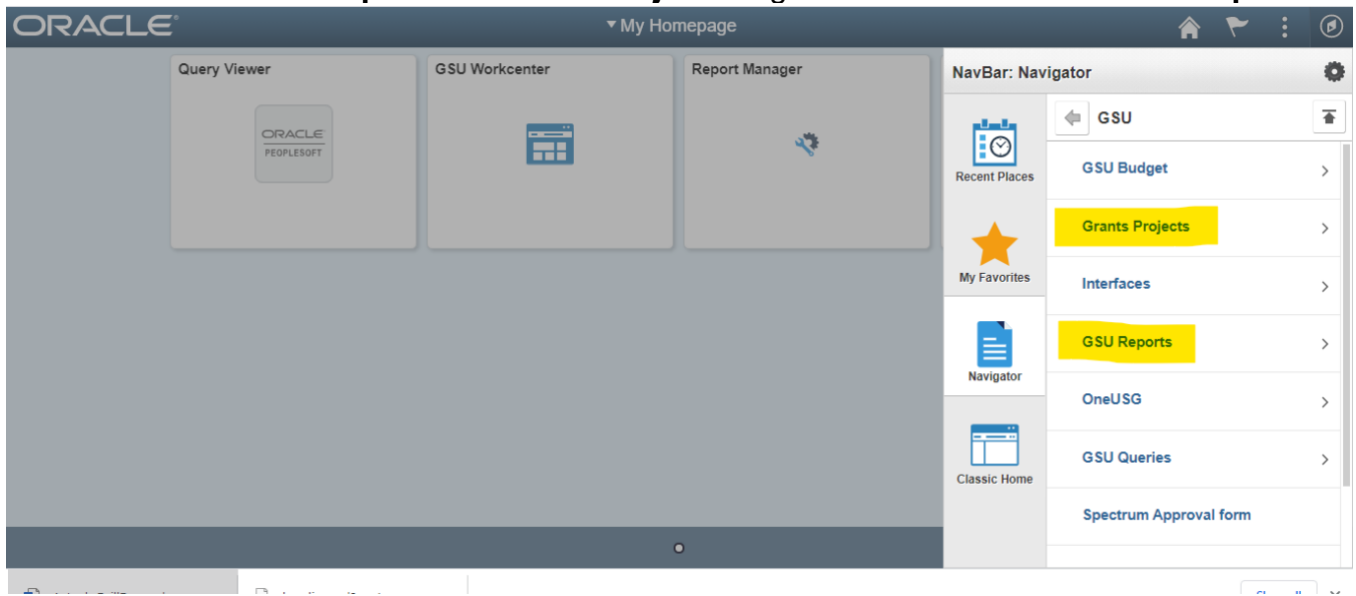 ORACLE
My Homepage
Query Viewer
GSU Workcenter
Report Manager
NavBar: Navigator
ORACLE
PEOPLESOFT
GSU
Recent Places
GSU Budget
Grants Projects
My Favorites
Interfaces
GSU Reports
Navigator
OneUSG
GSU Queries
Classic Home
Spectrum Approval form